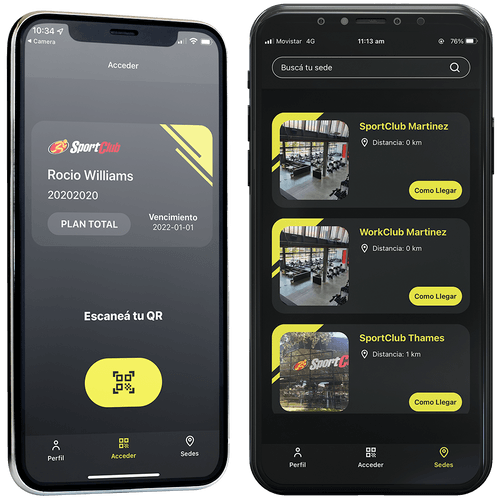 10:34
Camera
Acceder
SportClub
Rocio Williams
20202020
PLAN TOTAL
Vencimiento
2022-01-01
Escaneá tu QR
Perfil
Acceder
Sedes
Movistar 4G
11:13 am
76%
Buscá tu sede
SportClub Martinez
Distancia: 0 km
Como Llegar
WorkClub Martinez
Distancia: 0 km
Como Llegar
SportClub Thames
Distancia: 1 km
SportClub
Como Llegar
Perfil
Acceder
Sedes